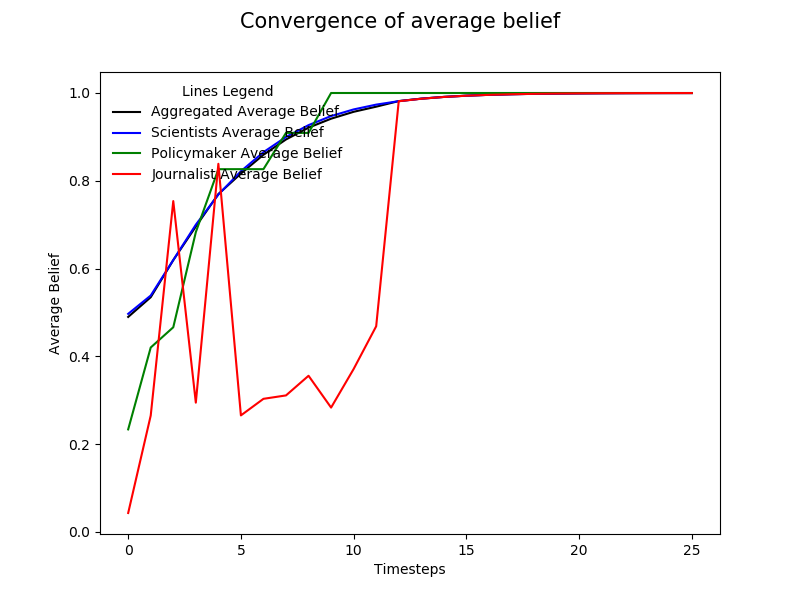 Convergence of average belief
Lines Legend
Aggregated Average Belief
Scientists Average Belief
Policymaker Average Belief
Journalist Average Belief
Average Belief
1.0
0.8
0.6
0.4
0.2
0.0
0 5 10 15 20 25
Timesteps